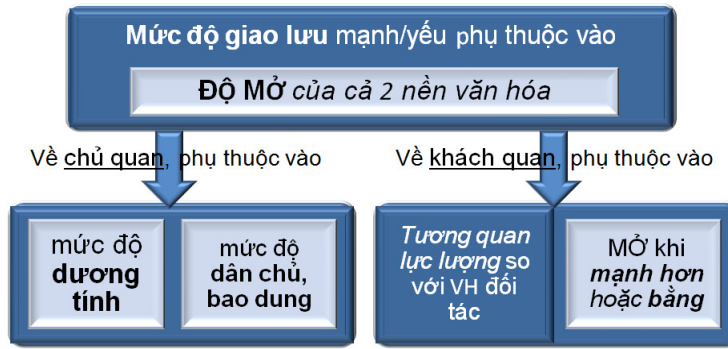 Mức độ giao lưu mạnh/yếu phụ thuộc vào
ĐỘ MỞ của cả 2 nền văn hóa
Về chủ quan, phụ thuộc vào
Về khách quan, phụ thuộc vào
mức độ
dương
tính
mức độ
dân chủ,
bao dung
Tương quan
lực lượng so
với VH đối
tác
MỞ khi
mạnh hơn
hoặc bằng